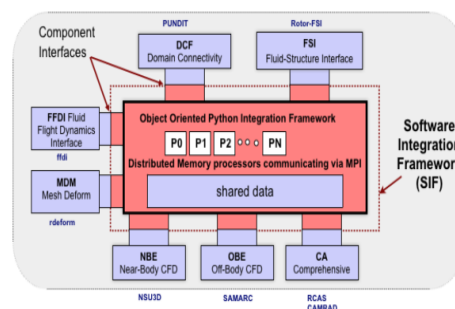 PUNDIT
Rotor-FSI
Component
Interfaces
DCF
Domain Connectivity
FSI
Fluid-Structure Interface
FFDI Fluid
Flight Dynamics
Interface
ffdi
Object Oriented Python Integration Framework
P0 P1 P2 PN
Distributed Memory processors communicating via MPI
shared data
Software
Integration
Framework
(SIF)
MDM
Mesh Deform
rdeform
NBE
Near-Body CFD
OBE
Off-Body CFD
CA
Comprehensive
NSU3D
SAMARC
RCAS
CAMRAD